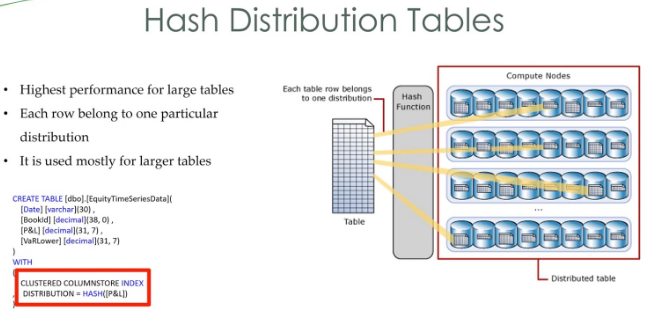 Hash Distribution Tables
• Highest performance for large tables
• Each row belong to one particular
distribution
• It is used mostly for larger tables
CREATE TABLE [dbo].[EquityTimeSeriesData](
[Date] [varchar](30) ,
[BookId] [decimal](38, 0) ,
[P&L] [decimal](31, 7) ,
[VaRLower] [decimal](31, 7)
)
WITH
(
CLUSTERED COLUMNSTORE INDEX
, DISTRIBUTION = HASH([P&L])
)
Each table row belongs
to one distribution
Hash
Function
Table
Compute Nodes
...
Distributed table